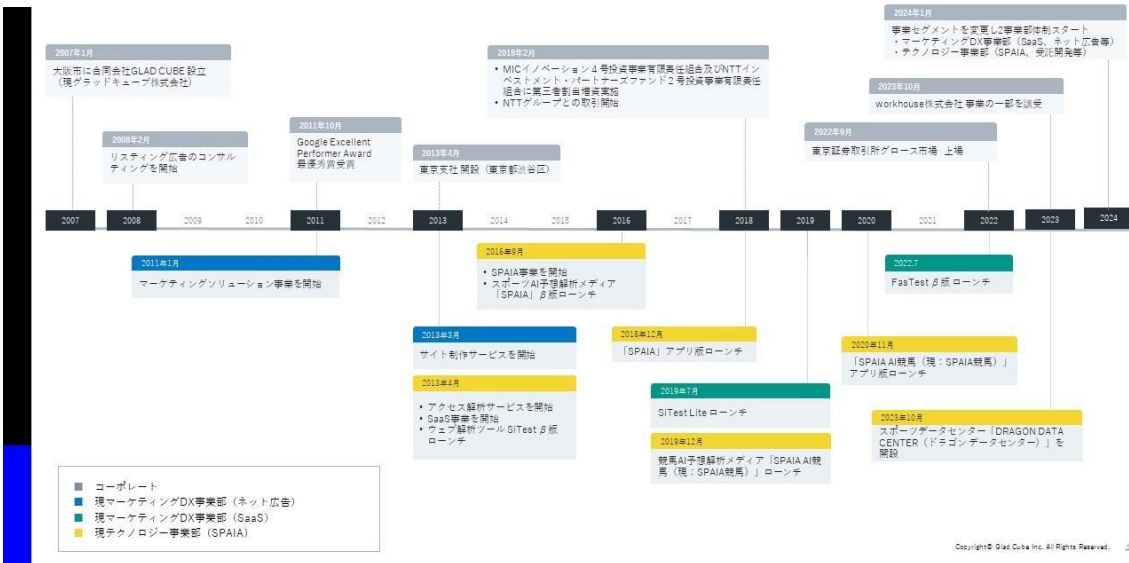 2007年1月
大阪市に合同会社GLAD CUBE 設立
（現グラッドキューブ株式会社）
2008年2月
リスティング広告のコンサル
ティングを開始
2011年10月
Google Excellent
Performer Award
最優秀賞受賞
2013年4月
東京支社 開設（東京都渋谷区）
2018年2月
• MICイノベーション４号投資事業有限責任組合及びNTTイン
ベストメント・パートナーズファンド２号投資事業有限責任
組合に第三者割当増資実施
• NTTグループとの取引開始
2022年9月
東京証券取引所グロース市場 上場
2023年10月
workhouse株式会社 事業の一部を譲受
2024年1月
事業セグメントを変更し2事業部体制スタート
・マーケティングDX事業部（SaaS、ネット広告等）
・テクノロジー事業部（SPAIA、受託開発等）
2007 2008 2009 2010 2011 2012 2013 2014 2015 2016 2017 2018 2019 2020 2021 2022 2023 2024
2011年1月
マーケティングソリューション事業を開始
2016年9月
• SPAIA事業を開始
• スポーツAI予想解析メディア
「SPAIA」β版ローンチ
2022.7
FasTest β版 ローンチ
2013年3月
サイト制作サービスを開始
2018年12月
「SPAIA」アプリ版ローンチ
2020年11月
「SPAIA AI競馬（現：SPAIA競馬）」
アプリ版ローンチ
2013年4月
• アクセス解析サービスを開始
• SaaS事業を開始
• ウェブ解析ツール SiTest β版
ローンチ
2019年7月
SiTest Lite ローンチ
2019年12月
競馬AI予想解析メディア「SPAIA AI競
馬（現：SPAIA競馬）」ローンチ
2023年10月
スポーツデータセンター「DRAGON DATA
CENTER（ドラゴンデータセンター）」を
開設
コーポレート
現マーケティングDX事業部（ネット広告）
現マーケティングDX事業部（SaaS）
現テクノロジー事業部（SPAIA）
Copyright© Glad Cube Inc. All Rights Reserved.